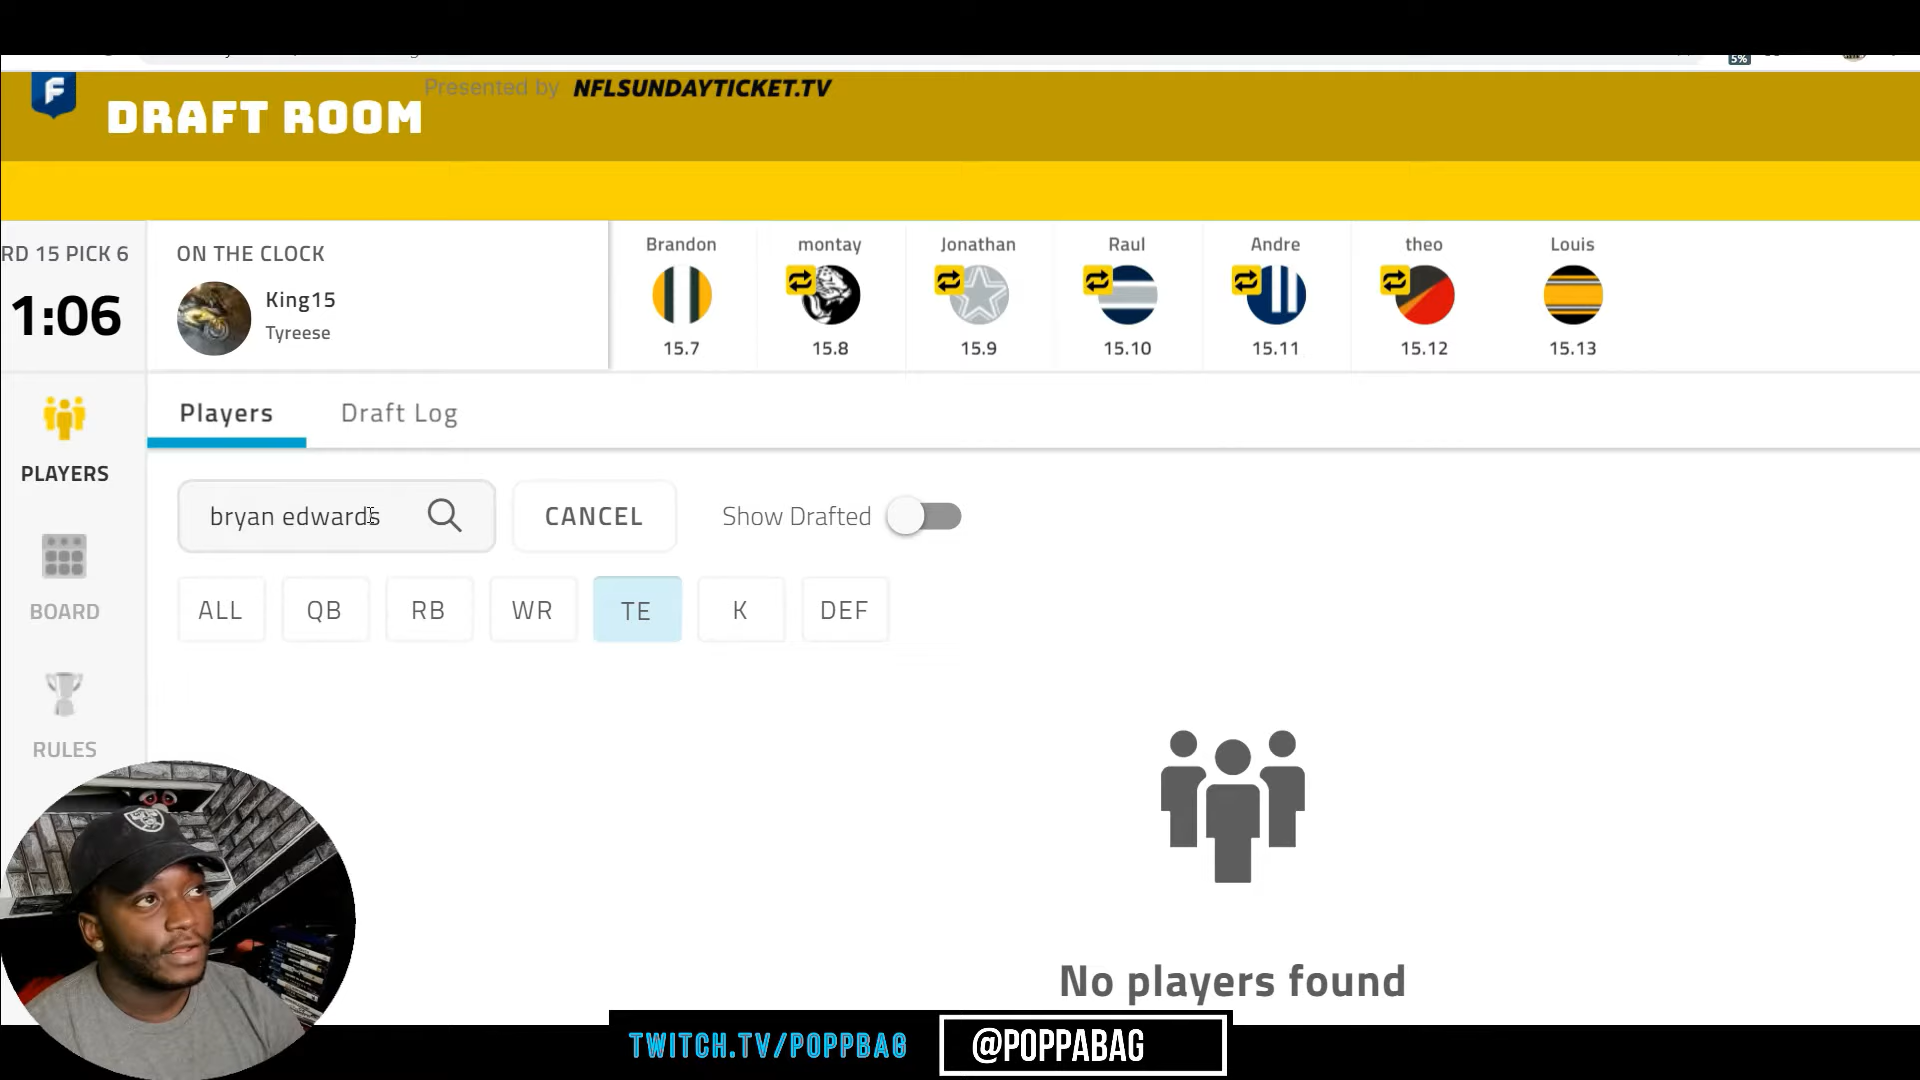 5%
F
Presented by NFLSUNDAYTICKET.TV
DRAFT ROOM
RD 15 PICK 6
1:06
ON THE CLOCK
King15
Tyreese
Brandon
15.7
montay
15.8
Jonathan
15.9
Raul
15.10
Andre
15.11
theo
15.12
Louis
15.13
PLAYERS
BOARD
RULES
Players
Draft Log
bryan edwards
CANCEL
Show Drafted
ALL
QB
RB
WR
TE
K
DEF
No players found
TWITCH.TV/POPPBAG
@POPPABAG